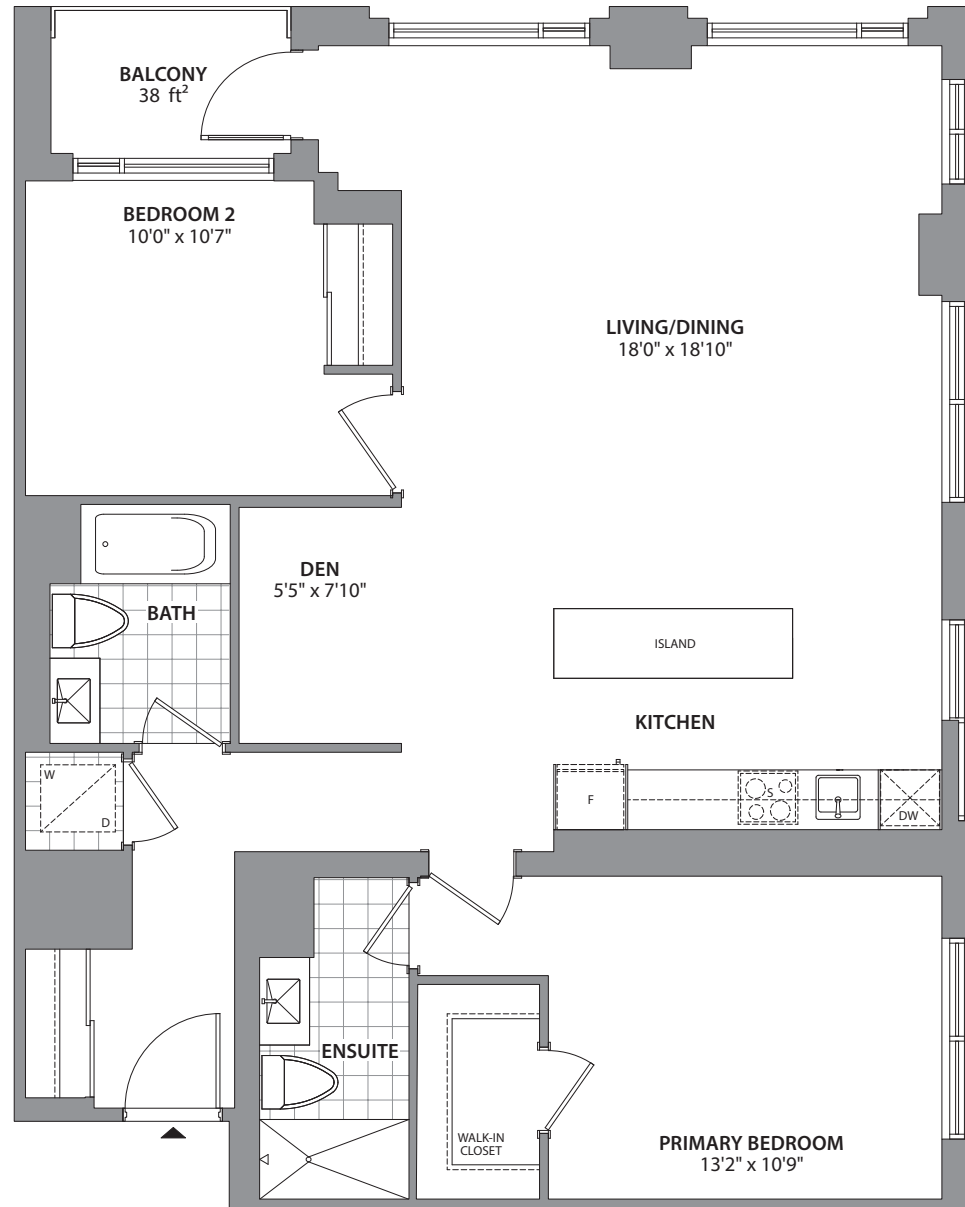 BALCONY
38 ft²
BEDROOM 2
10'0" x 10'7"
LIVING/DINING
18'0" x 18'10"
DEN
5'5" x 7'10"
BATH
ISLAND
KITCHEN
W
D
F
S
DW
ENSUITE
WALK-IN
CLOSET
PRIMARY BEDROOM
13'2" x 10'9"